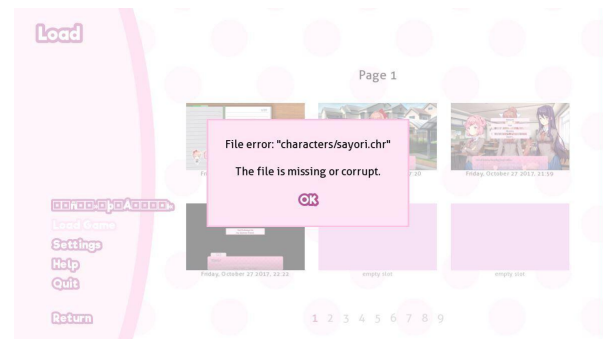 Load
Page 1
File error: "characters/sayori.chr"
The file is missing or corrupt.
OK
20
Friday, October 27 2017, 21:59
Load Game
Settings
Help
Quit
Return
Friday, October 27 2017, 22:22
empty slot
empty slot
1 2 3 4 5 6 7 8 9